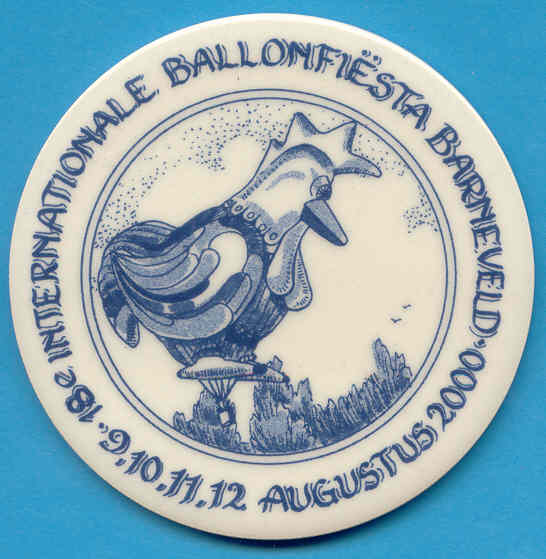 18e INTERNATIONALE BALLONFIËSTA BARNEVELD.
9,10,11,12 AUGUSTUS 2000